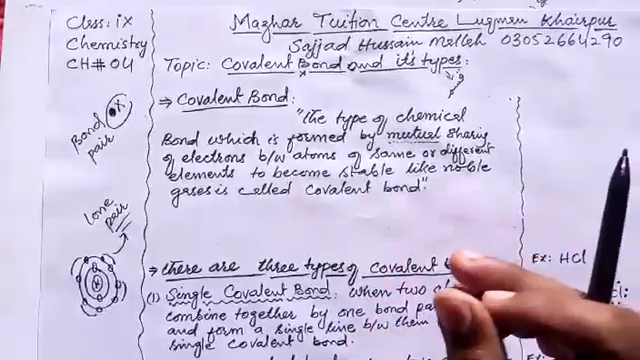 Class: IX
Chemistry
CH# 04
Mazhar Tuition Centre Luqman Khairpur
Sajjad Hussain Melleh 03052664290
Topic: Covalent Bond and it's types:
⇒ Covalent Bond:
"The type of chemical
Bond which is formed by mutual sharing
of electrons b/w atoms of same or different
elements to become stable like noble
gases is called covalent bond."
Bond pair
lone pair
⇒ There are three types of covalent
(1) Single Covalent Bond: when two
combine together by one bond
and form a single line b/w them
single covalent bond.
Ex: HCl